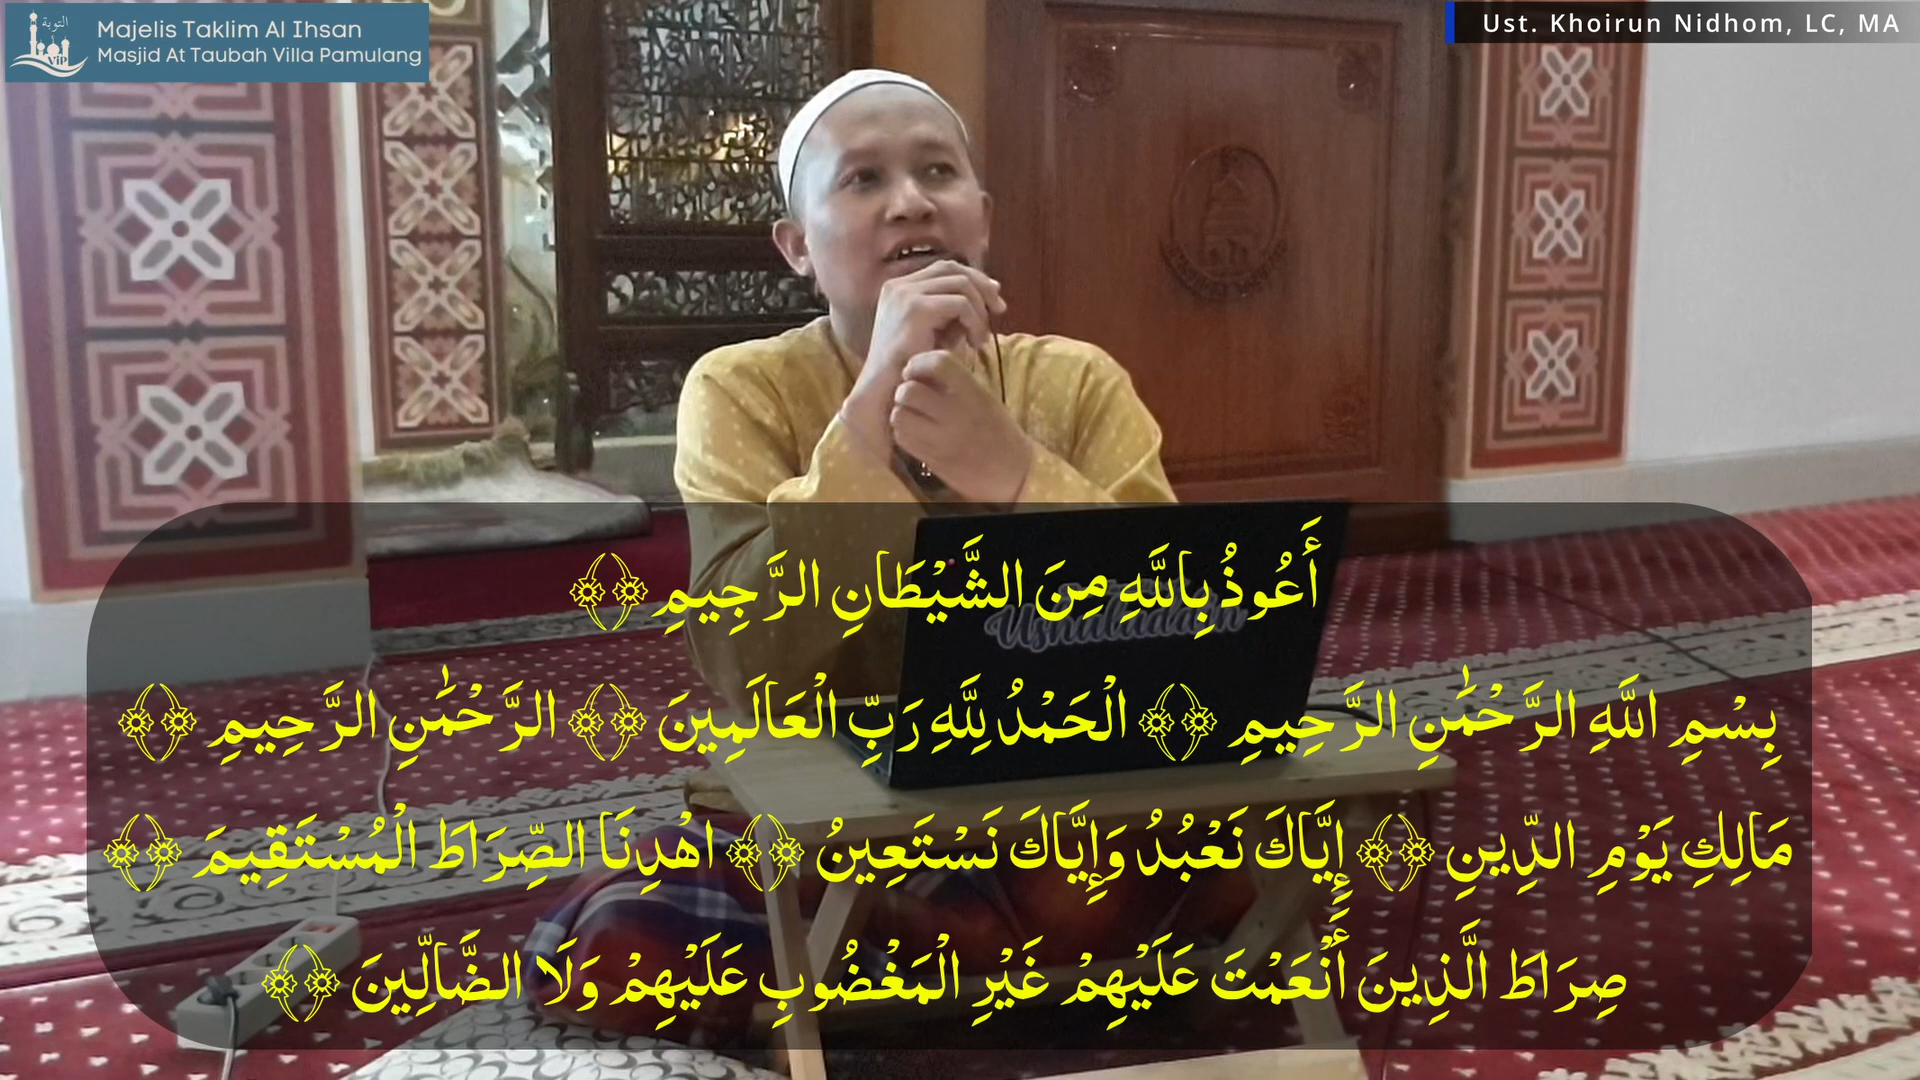 التوبة
VIP
Majelis Taklim Al Ihsan
Masjid At Taubah Villa Pamulang
Ust. Khoirun Nidhom, LC, MA
أَعُوذُ بِاللَّهِ مِنَ الشَّيْطَانِ الرَّجِيمِ ﴿﴾
بِسْمِ اللَّهِ الرَّحْمَٰنِ الرَّحِيمِ ﴿﴾ الْحَمْدُ لِلَّهِ رَبِّ الْعَالَمِينَ ﴿﴾ الرَّحْمَٰنِ الرَّحِيمِ ﴿﴾
مَالِكِ يَوْمِ الدِّينِ ﴿﴾ إِيَّاكَ نَعْبُدُ وَإِيَّاكَ نَسْتَعِينُ ﴿﴾ اهْدِنَا الصِّرَاطَ الْمُسْتَقِيمَ ﴿﴾
صِرَاطَ الَّذِينَ أَنْعَمْتَ عَلَيْهِمْ غَيْرِ الْمَغْضُوبِ عَلَيْهِمْ وَلَا الضَّالِّينَ ﴿﴾